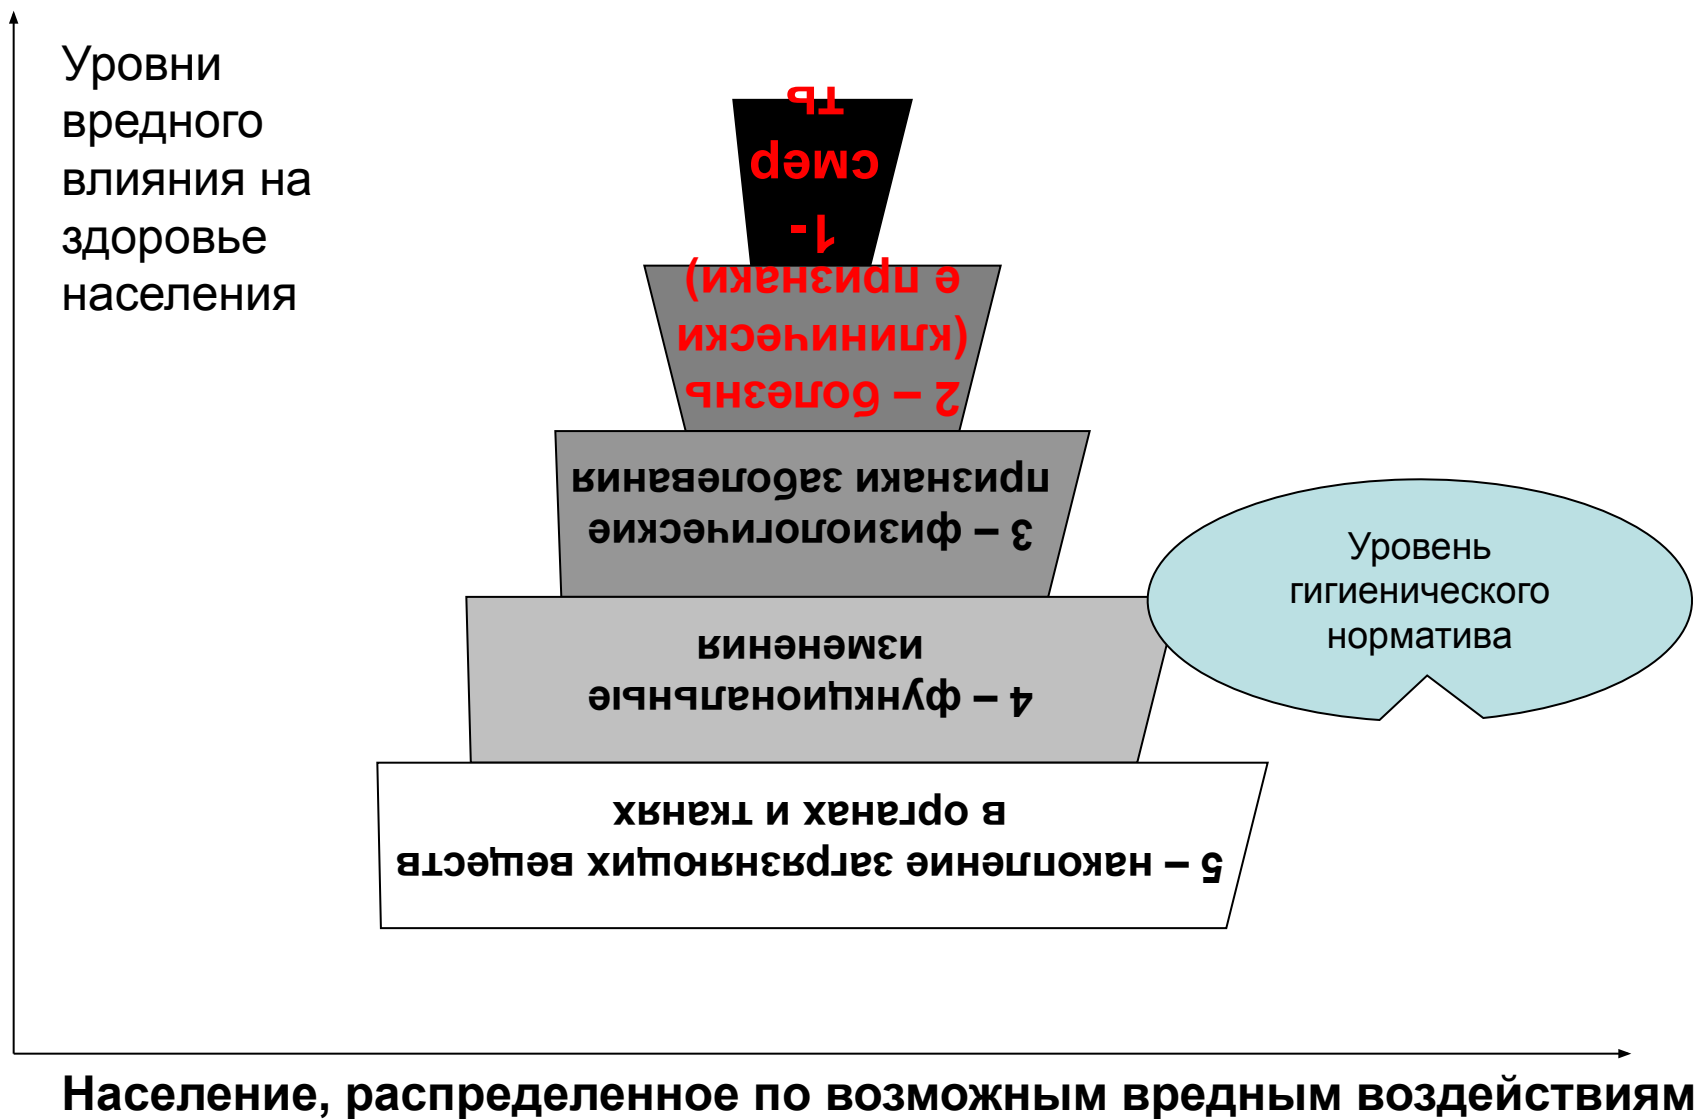 Уровни
вредного
влияния на
здоровье
населения
1-
смер
ть
2 – болезнь
(клинически
е признаки)
3 – физиологические
признаки заболевания
4 – функциональные
изменения
5 – накопление загрязняющих веществ
в органах и тканях
Уровень
гигиенического
норматива
Население, распределенное по возможным вредным воздействиям